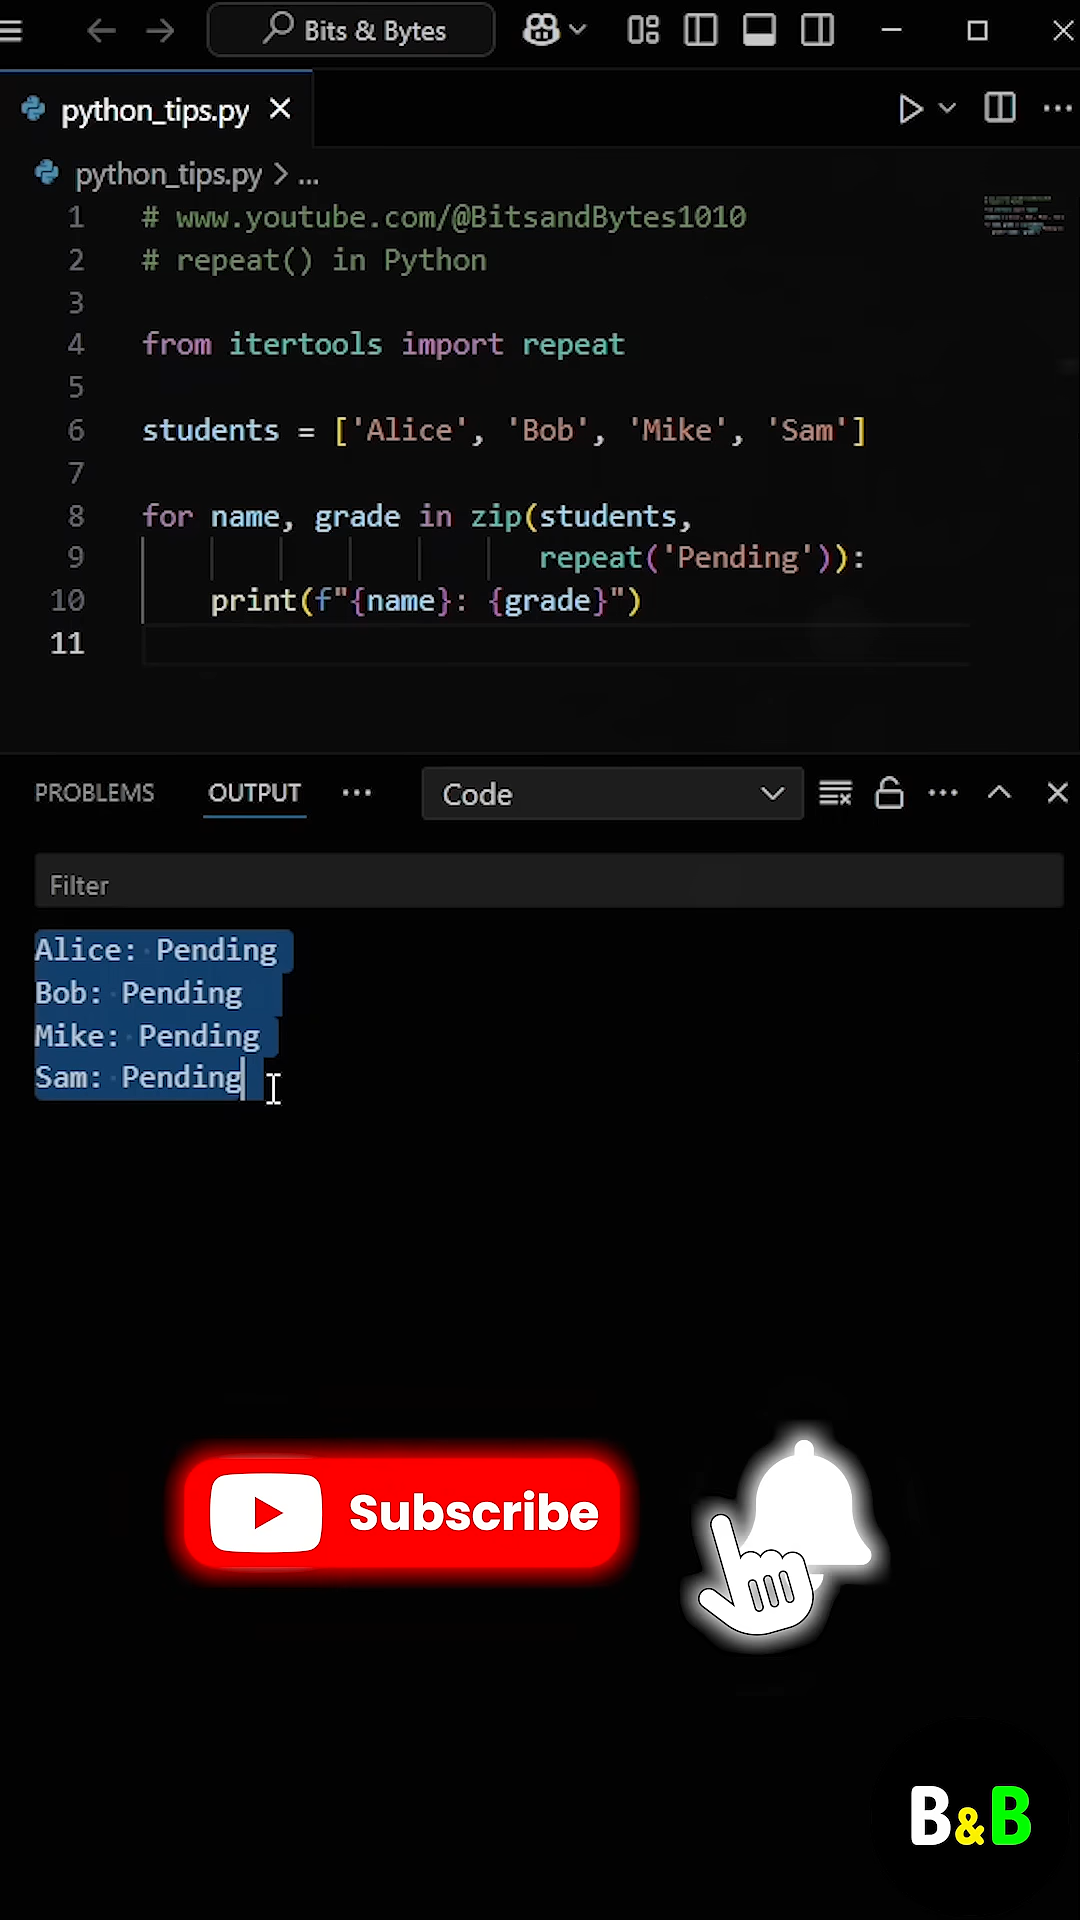 Bits & Bytes
python_tips.py
python_tips.py > ...
1 # www.youtube.com/@BitsandBytes1010
2 # repeat() in Python
3
4 from itertools import repeat
5
6 students = ['Alice', 'Bob', 'Mike', 'Sam']
7
8 for name, grade in zip(students,
9 repeat('Pending')):
10 print(f"{name}: {grade}")
11
PROBLEMS OUTPUT ... Code
Filter
Alice: Pending
Bob: Pending
Mike: Pending
Sam: Pending
Subscribe
B&B